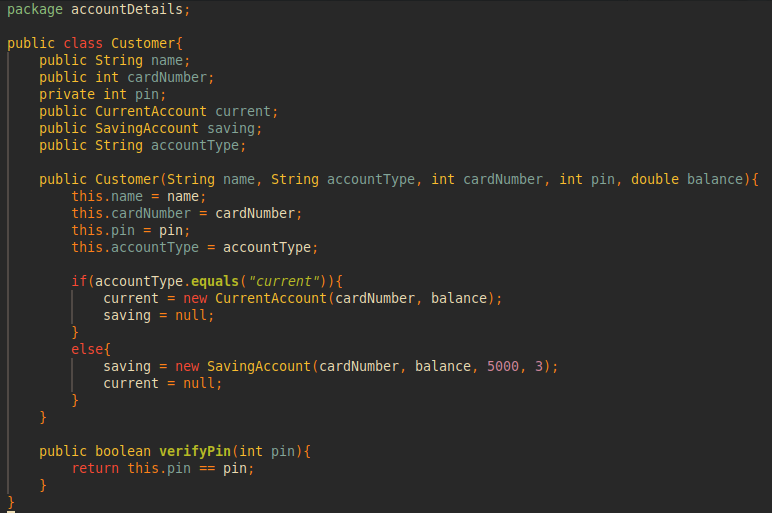 package accountDetails;

public class Customer{
    public String name;
    public int cardNumber;
    private int pin;
    public CurrentAccount current;
    public SavingAccount saving;
    public String accountType;

    public Customer(String name, String accountType, int cardNumber, int pin, double balance){
        this.name = name;
        this.cardNumber = cardNumber;
        this.pin = pin;
        this.accountType = accountType;

        if(accountType.equals("current")){
            current = new CurrentAccount(cardNumber, balance);
            saving = null;
        }
        else{
            saving = new SavingAccount(cardNumber, balance, 5000, 3);
            current = null;
        }
    }

    public boolean verifyPin(int pin){
        return this.pin == pin;
    }
}